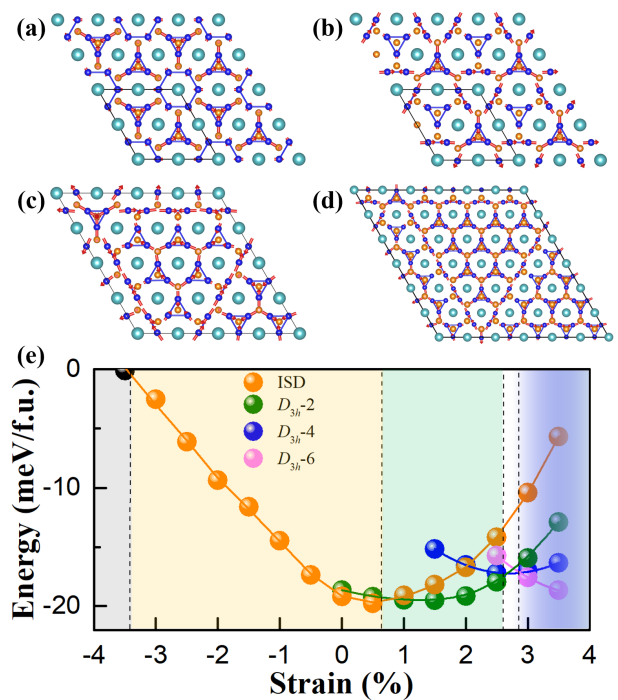 (a)
(b)
(c)
(d)
(e)
ISD
D3h-2
D3h-4
D3h-6
Energy (meV/f.u.)
0
-10
-20
-4 -3 -2 -1 0 1 2 3 4
Strain (%)